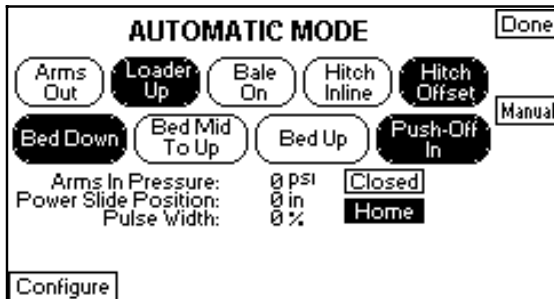 AUTOMATIC MODE
Done
Arms Out
Loader Up
Bale On
Hitch Inline
Hitch Offset
Manual
Bed Down
Bed Mid To Up
Bed Up
Push-Off In
Arms In Pressure: 0 psi Closed
Power Slide Position: 0 in
Home
Pulse Width: 0 %
Configure